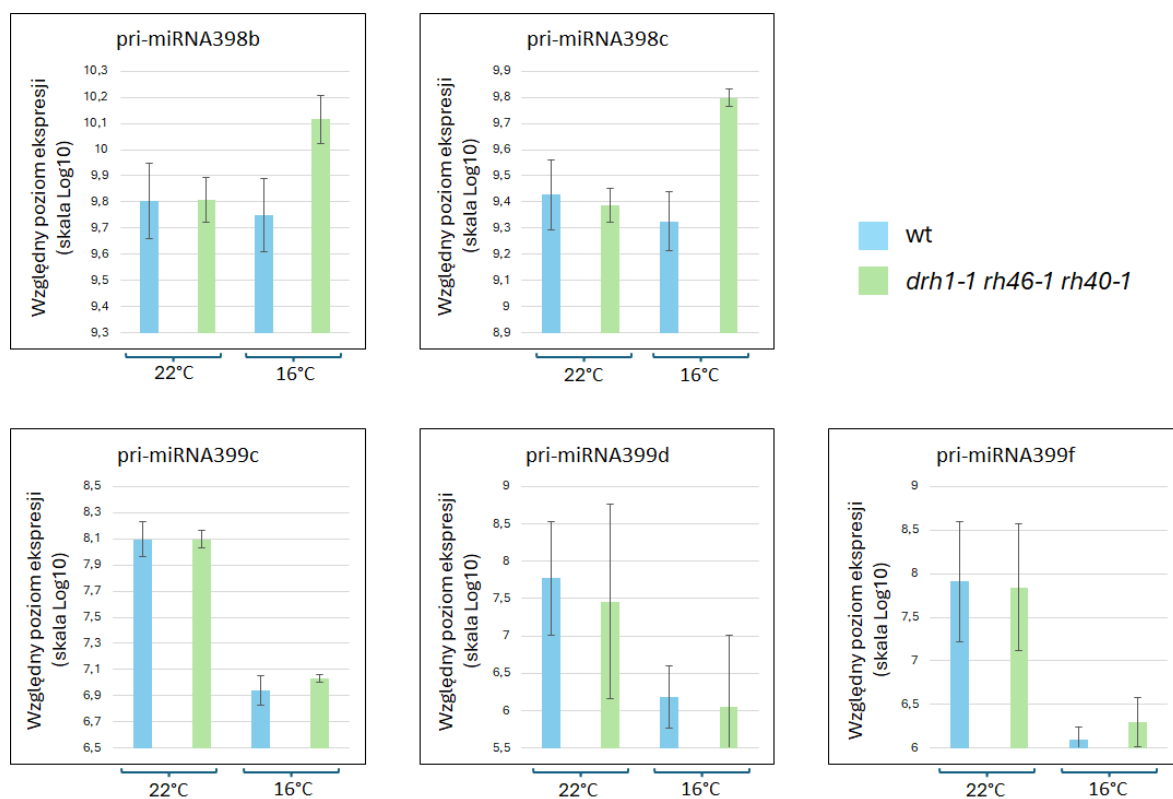 pri-miRNA398b
Względny poziom ekspresji
(skala Log10)
10,3
10,2
10,1
10
9,9
9,8
9,7
9,6
9,5
9,4
9,3
22°C
16°C
pri-miRNA398c
Względny poziom ekspresji
(skala Log10)
9,9
9,8
9,7
9,6
9,5
9,4
9,3
9,2
9,1
9
8,9
22°C
16°C
wt
drh1-1 rh46-1 rh40-1
pri-miRNA399c
Względny poziom ekspresji
(skala Log10)
8,5
8,3
8,1
7,9
7,7
7,5
7,3
7,1
6,9
6,7
6,5
22°C
16°C
pri-miRNA399d
Względny poziom ekspresji
(skala Log10)
9
8,5
8
7,5
7
6,5
6
5,5
22°C
16°C
pri-miRNA399f
Względny poziom ekspresji
(skala Log10)
9
8,5
8
7,5
7
6,5
6
22°C
16°C